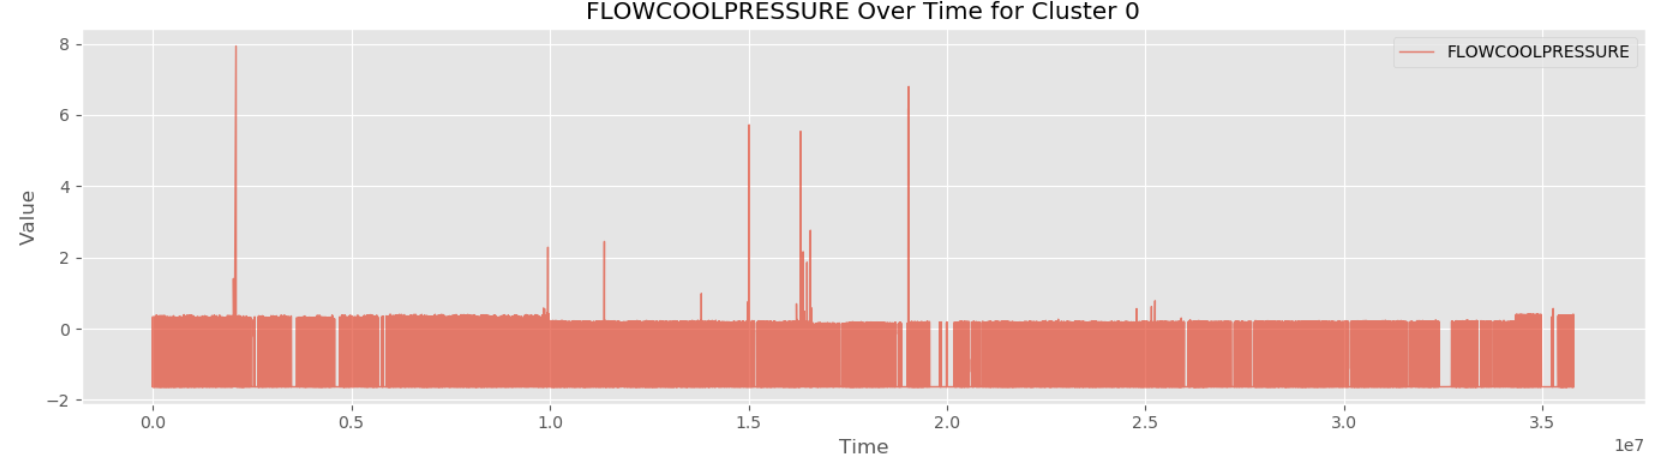 FLOWCOOLPRESSURE Over Time for Cluster 0
FLOWCOOLPRESSURE
8
6
4
2
0
−2
Value
0.0 0.5 1.0 1.5 2.0 2.5 3.0 3.5
Time
1e7